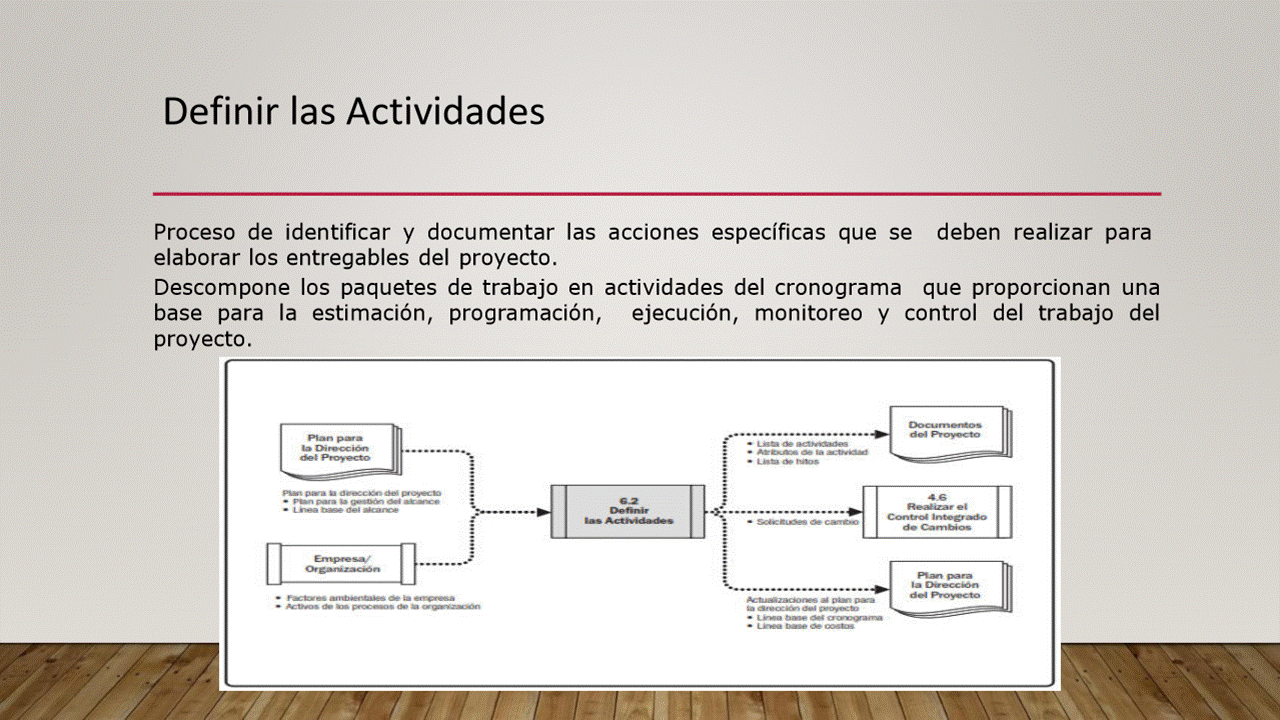 Definir las Actividades
Proceso de identificar y documentar las acciones específicas que se deben realizar para
elaborar los entregables del proyecto.
Descompone los paquetes de trabajo en actividades del cronograma que proporcionan una
base para la estimación, programación, ejecución, monitoreo y control del trabajo del
proyecto.
Plan para
la Dirección
del Proyecto
Plan para la dirección del proyecto
• Plan para la gestión del alcance
• Línea base del alcance
Empresa/
Organización
• Factores ambientales de la empresa
• Activos de los procesos de la organización
6.2
Definir
las Actividades
• Lista de actividades
• Atributos de la actividad
• Lista de hitos
Documentos
del Proyecto
• Solicitudes de cambio
4.6
Realizar el
Control Integrado
de Cambios
Actualizaciones al plan para
la dirección del proyecto
• Línea base del cronograma
• Línea base de costos
Plan para
la Dirección
del Proyecto